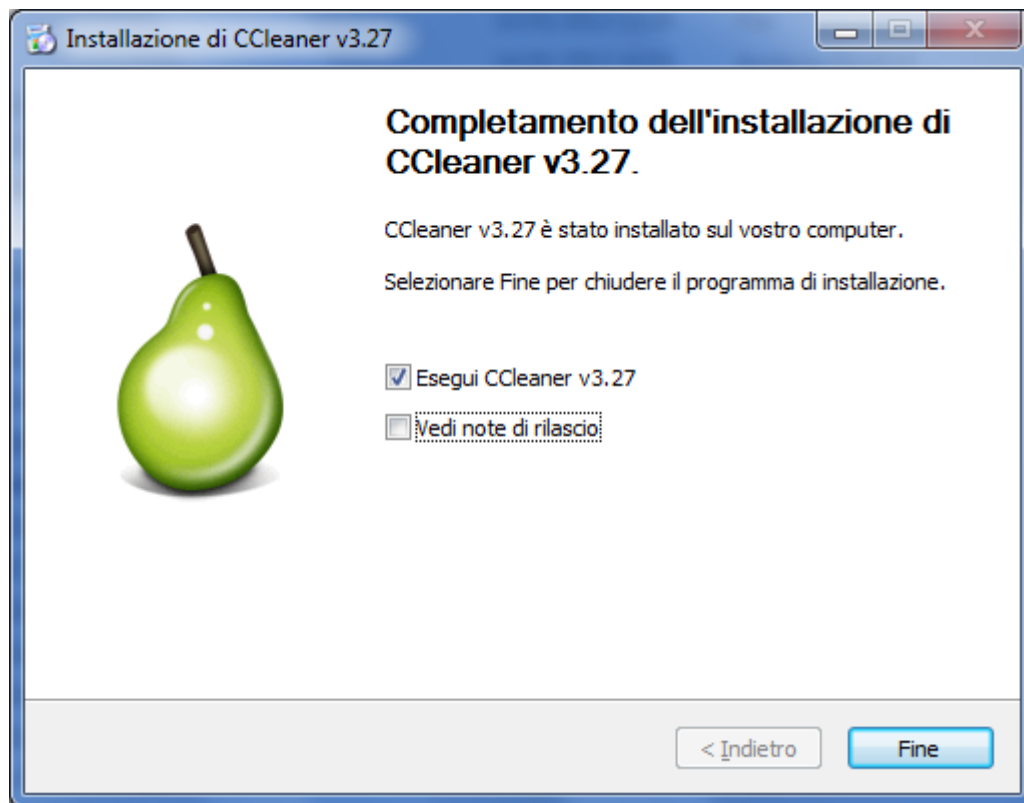 Installazione di CCleaner v3.27
Completamento dell'installazione di
CCleaner v3.27.
CCleaner v3.27 è stato installato sul vostro computer.
Selezionare Fine per chiudere il programma di installazione.
Esegui CCleaner v3.27
Vedi note di rilascio
< Indietro
Fine